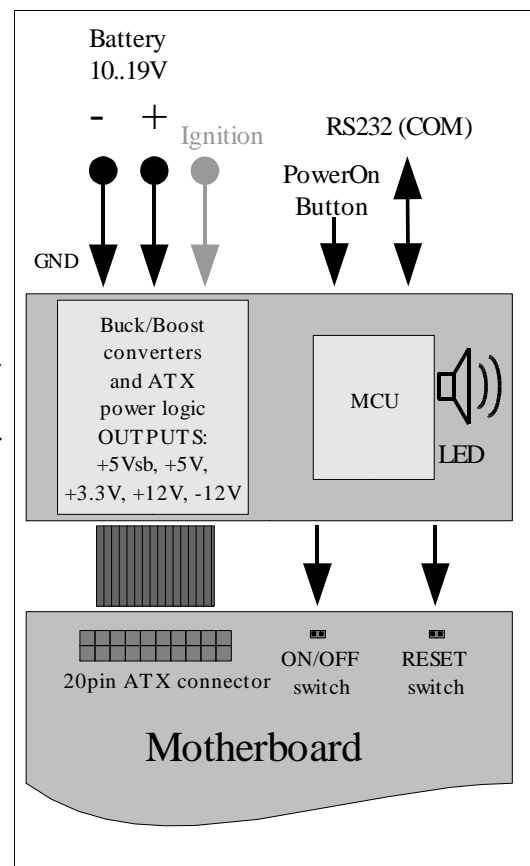 Battery
10..19V
- +
Ignition
RS232 (COM)
PowerOn
Button
GND
Buck/Boost
converters
and ATX
power logic
OUTPUTS:
+5Vsb, +5V,
+3.3V, +12V, -12V
MCU
LED
20pin ATX connector
ON/OFF
switch
RESET
switch
Motherboard